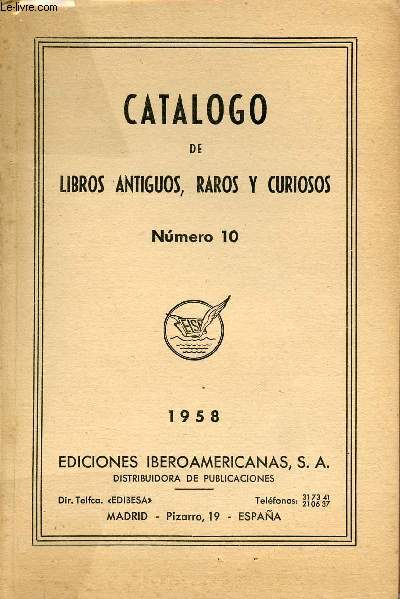 © Le-livre.com
CATALOGO
DE
LIBROS ANTIGUOS, RAROS Y CURIOSOS
Número 10
1958
EDICIONES IBEROAMERICANAS, S. A.
DISTRIBUIDORA DE PUBLICACIONES
Dir. Telfca. «EDIBESA» Teléfonos: 31 73 41
21 06 37
MADRID - Pizarro, 19 - ESPAÑA